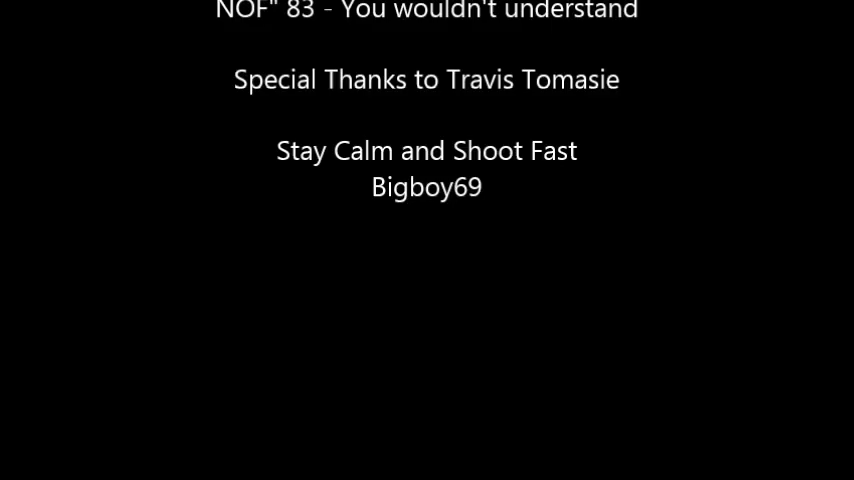 NOF" 83 - You wouldn't understand
Special Thanks to Travis Tomasie
Stay Calm and Shoot Fast
Bigboy69